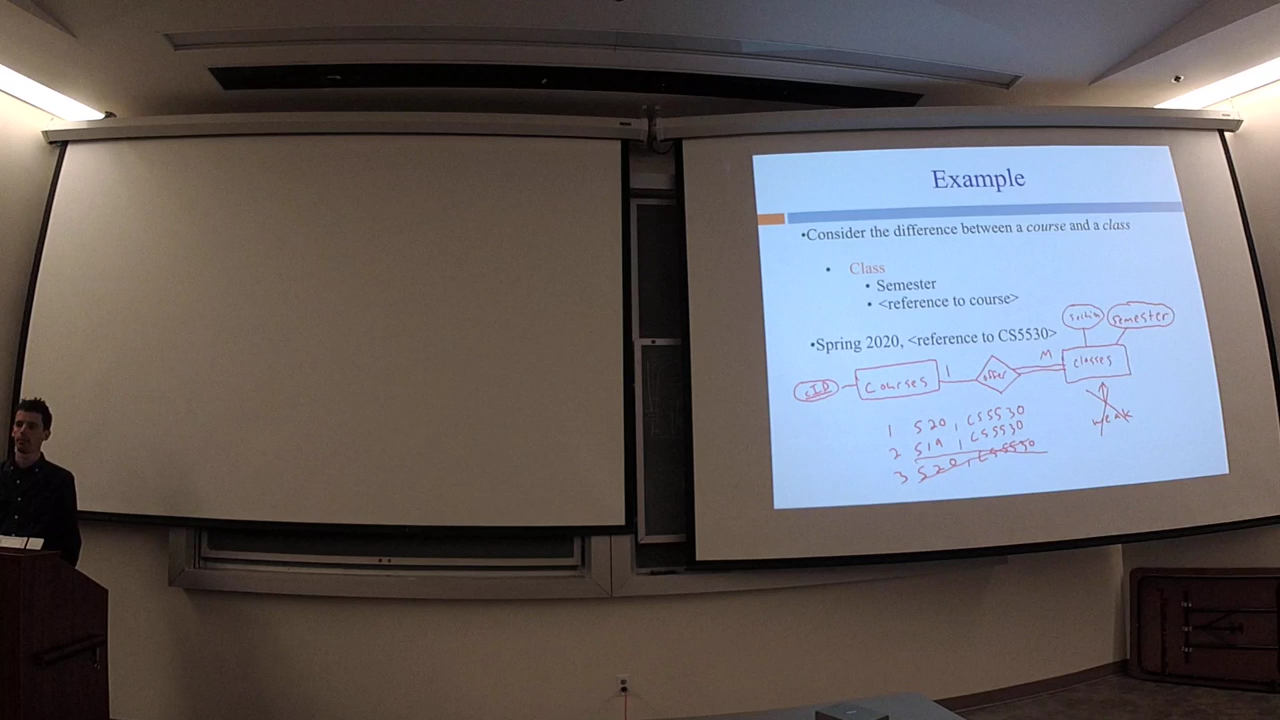 Example
•Consider the difference between a course and a class
• Class
• Semester
• <reference to course>
•Spring 2020, <reference to CS5530>
section semester
cID Courses 1 offer M classes
1 S20, CS5530
2 S19, CS5530
3 S20, CS5530
weak